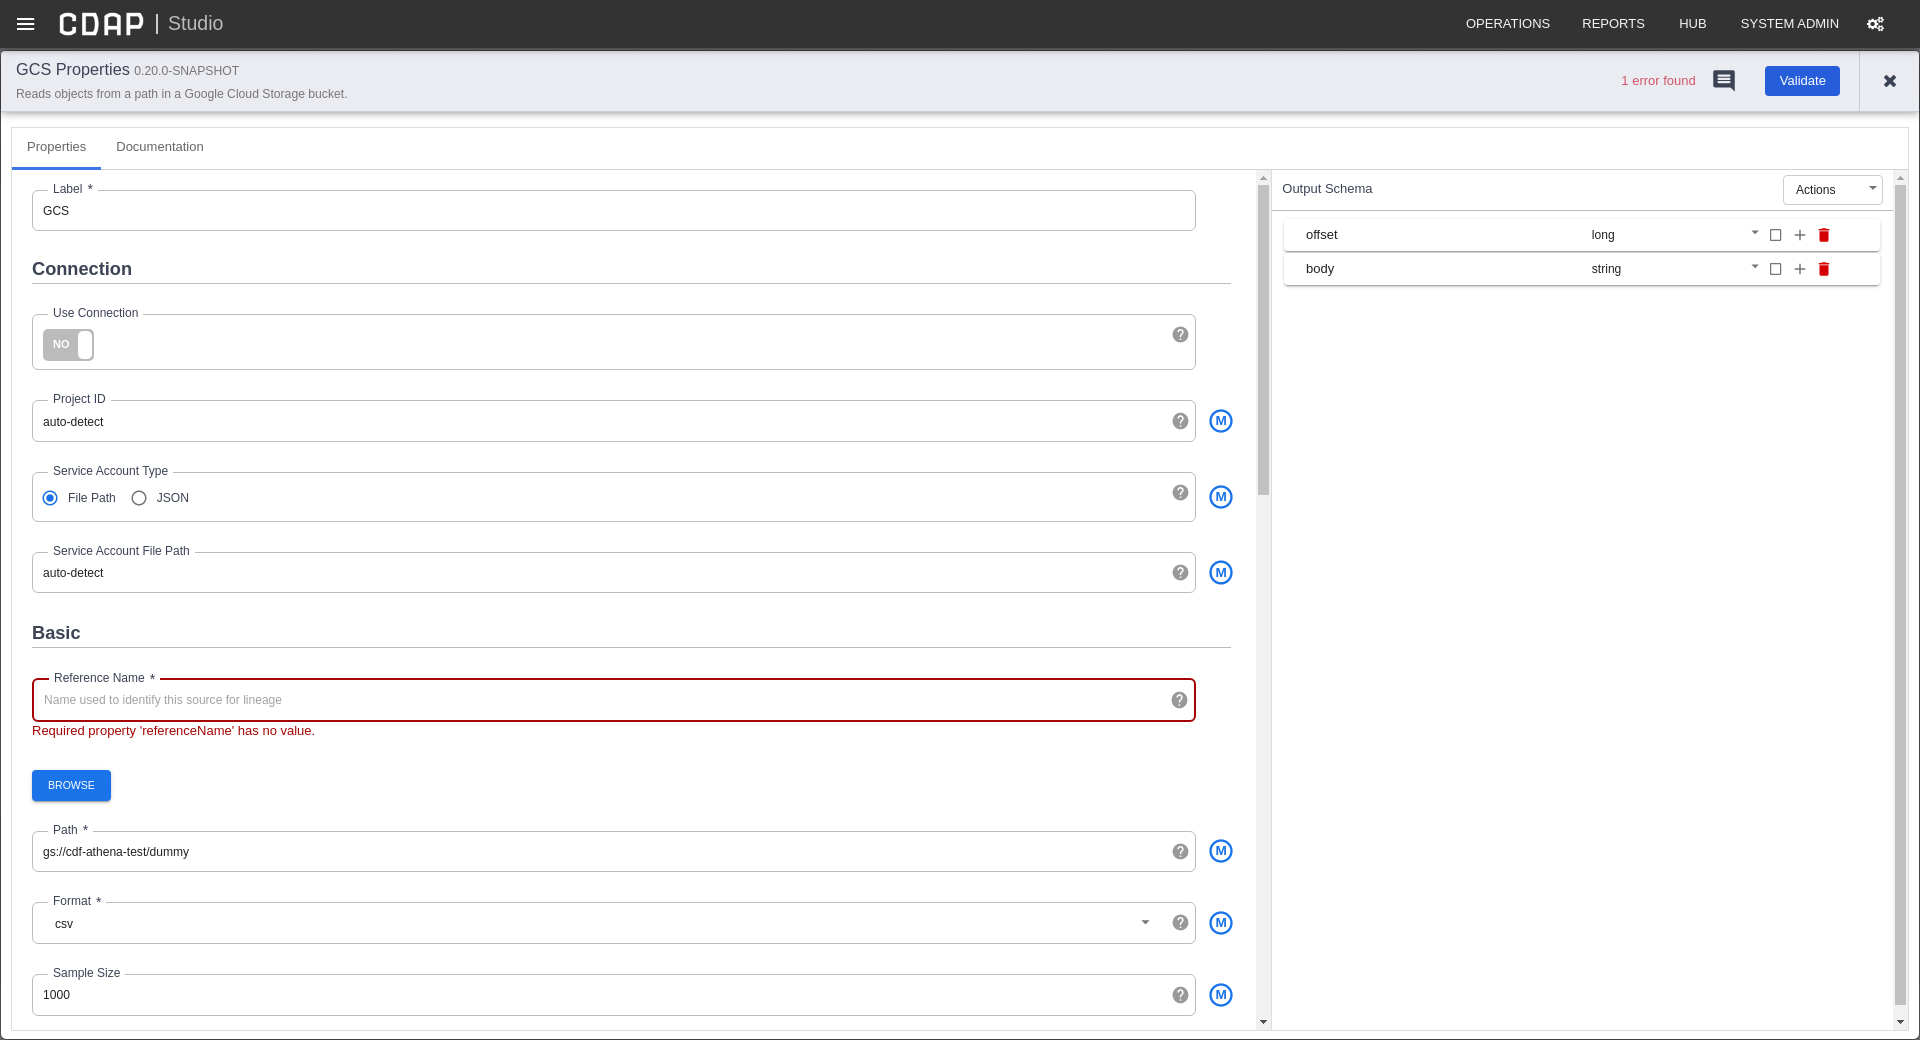 CDAP | Studio
OPERATIONS REPORTS HUB SYSTEM ADMIN
GCS Properties 0.20.0-SNAPSHOT
Reads objects from a path in a Google Cloud Storage bucket.
1 error found
Validate
Properties Documentation
Label *
GCS
Connection
Use Connection
NO
Project ID
auto-detect
M
Service Account Type
File Path JSON
M
Service Account File Path
auto-detect
M
Basic
Reference Name *
Name used to identify this source for lineage
Required property 'referenceName' has no value.
BROWSE
Path *
gs://cdf-athena-test/dummy
M
Format *
csv
M
Sample Size
1000
M
Output Schema
Actions
offset long
body string